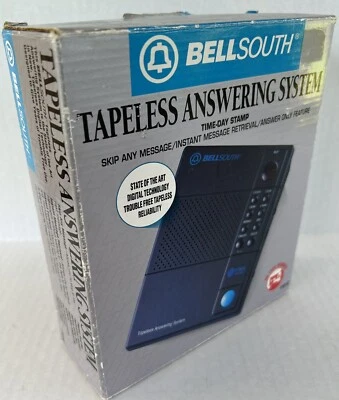 BELLSOUTH®
TAPELESS ANSWERING SYSTEM
TIME-DAY STAMP
SKIP ANY MESSAGE/INSTANT MESSAGE RETRIEVAL/ANSWER ONLY FEATURE
BELLSOUTH
STATE OF THE ART
DIGITAL TECHNOLOGY
TROUBLE FREE TAPELESS
RELIABILITY
Tapeless Answering System
TAPELESS ANSWERING SYSTEM